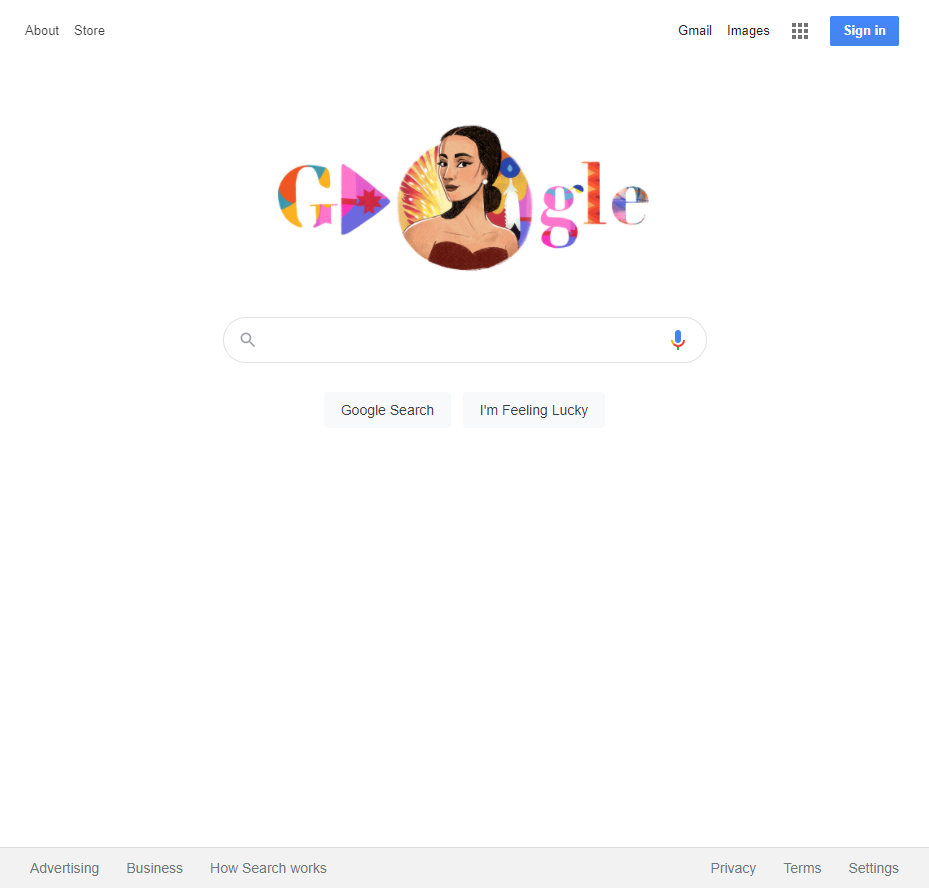 About Store Gmail Images Sign in
Google
Google Search I'm Feeling Lucky
Advertising Business How Search works Privacy Terms Settings